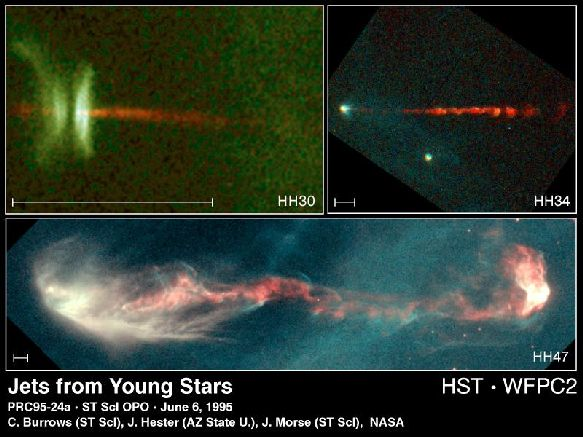 HH30
HH34
HH47
Jets from Young Stars
HST · WFPC2
PRC95-24a · ST ScI OPO · June 6, 1995
C. Burrows (ST ScI), J. Hester (AZ State U.), J. Morse (ST ScI), NASA